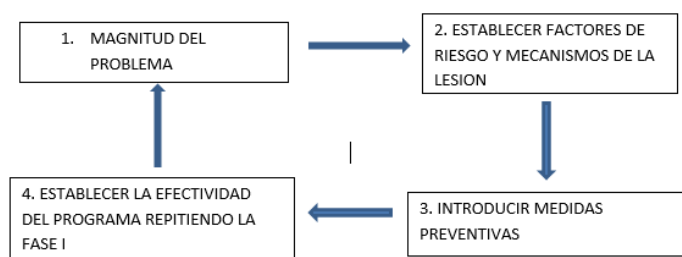 1. MAGNITUD DEL
PROBLEMA
2. ESTABLECER FACTORES DE
RIESGO Y MECANISMOS DE LA
LESION
3. INTRODUCIR MEDIDAS
PREVENTIVAS
4. ESTABLECER LA EFECTIVIDAD
DEL PROGRAMA REPITIENDO LA
FASE I